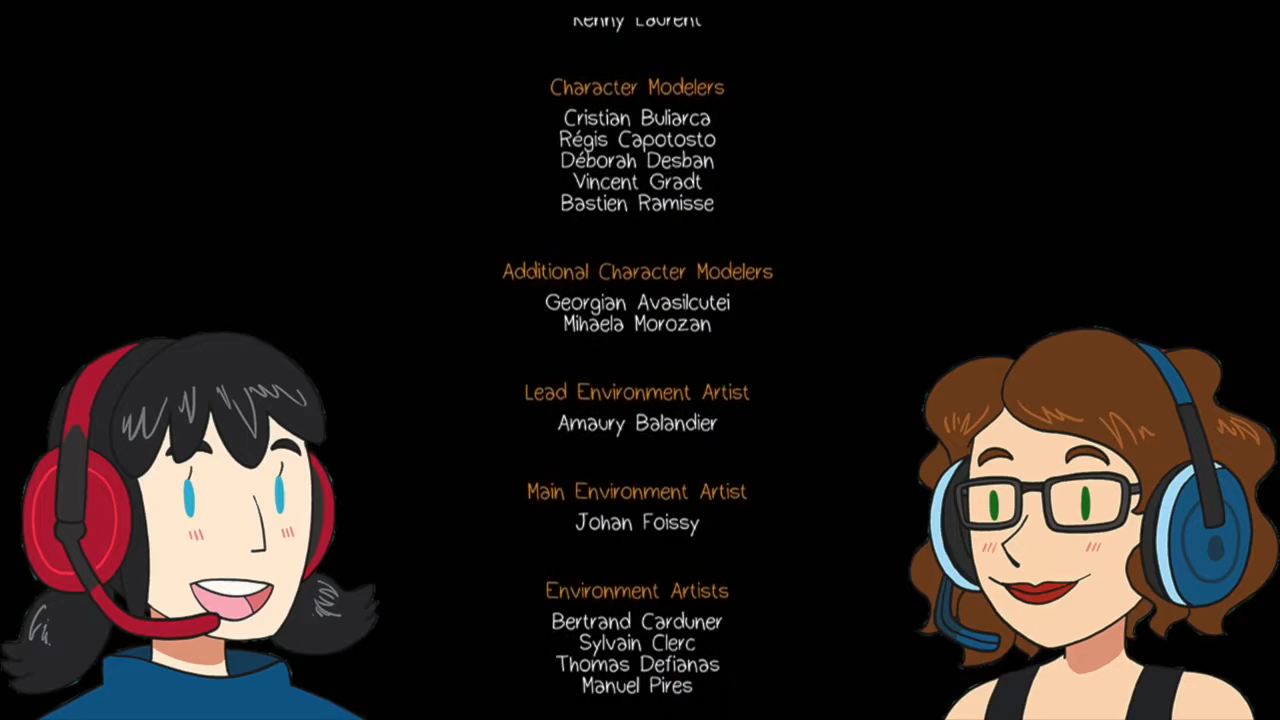 Kenny Laurent
Character Modelers
Cristian Buliarca
Régis Capotosto
Déborah Desban
Vincent Gradt
Bastien Ramisse
Additional Character Modelers
Georgian Avasilcutei
Mihaela Morozan
Lead Environment Artist
Amaury Balandier
Main Environment Artist
Johan Foissy
Environment Artists
Bertrand Carduner
Sylvain Clerc
Thomas Defianas
Manuel Pires